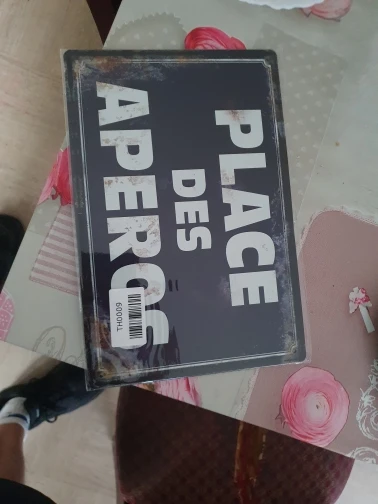 PLACE
DES
APEROS
TH0009